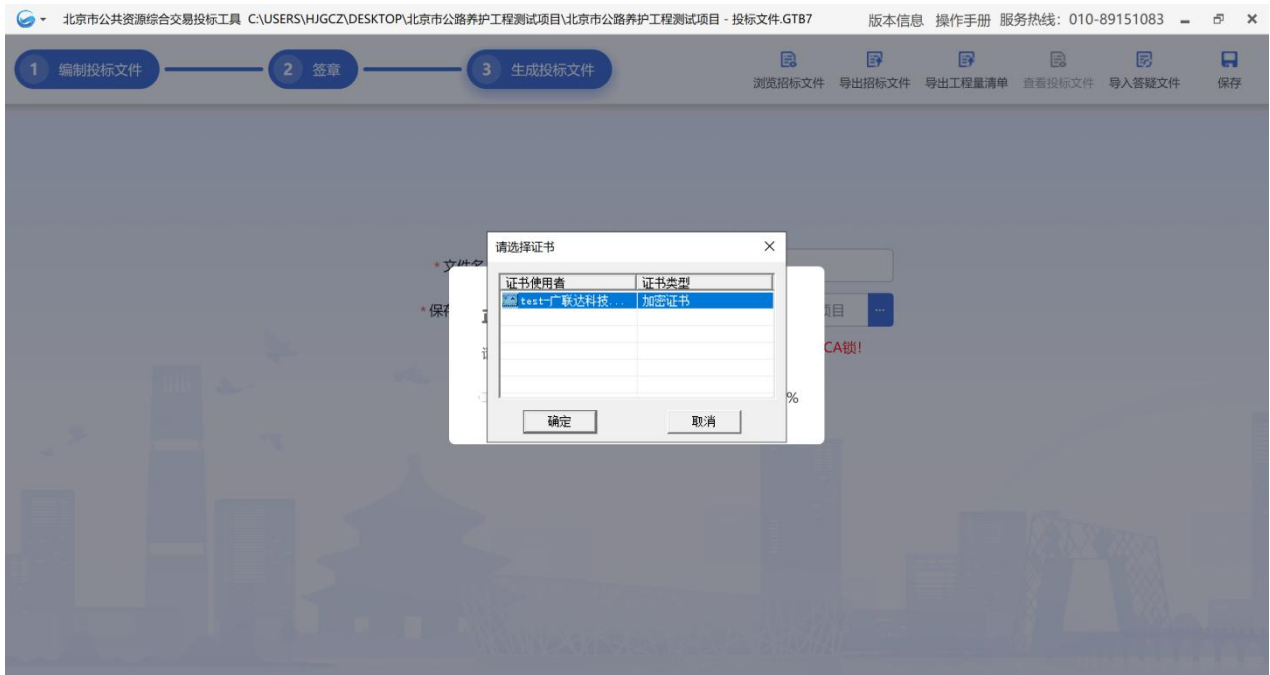 北京市公共资源综合交易投标工具 C:\USERS\HJGCZ\DESKTOP\北京市公路养护工程测试项目\北京市公路养护工程测试项目 - 投标文件.GTB7 版本信息 操作手册 服务热线：010-89151083
1 编制投标文件 2 签章 3 生成投标文件
浏览招标文件 导出招标文件 导出工程量清单 查看投标文件 导入答疑文件 保存
请选择证书
* 文件名
证书使用者 证书类型
test-广联达科技... 加密证书
* 保存 项目 ...
CA锁!
%
确定 取消